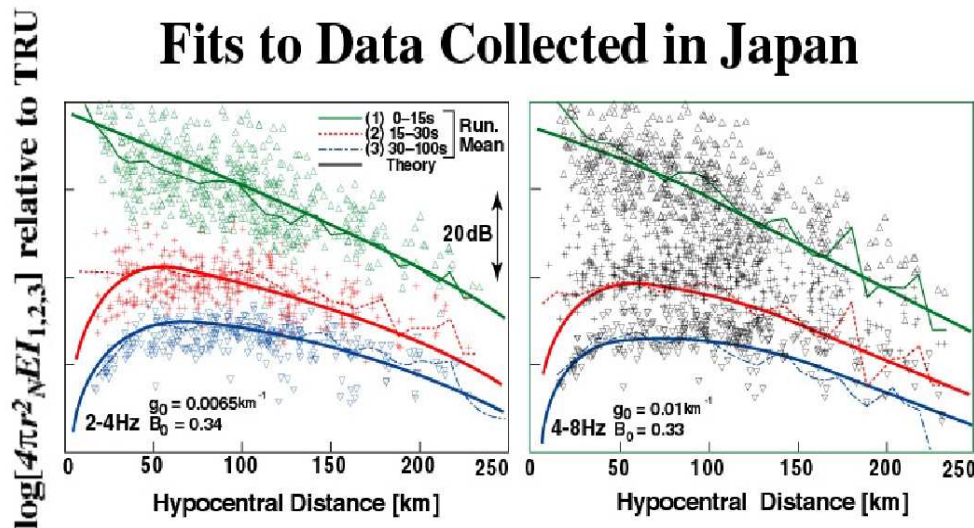 Fits to Data Collected in Japan
log[4πr²NEI1,2,3] relative to TRU
(1) 0–15s
(2) 15–30s
(3) 30–100s
Run.
Mean
Theory
20dB
g0 = 0.0065km⁻¹
2-4Hz B0 = 0.34
0 50 100 150 200 250
Hypocentral Distance [km]
g0 = 0.01km⁻¹
4-8Hz B0 = 0.33
0 50 100 150 200 250
Hypocentral Distance [km]